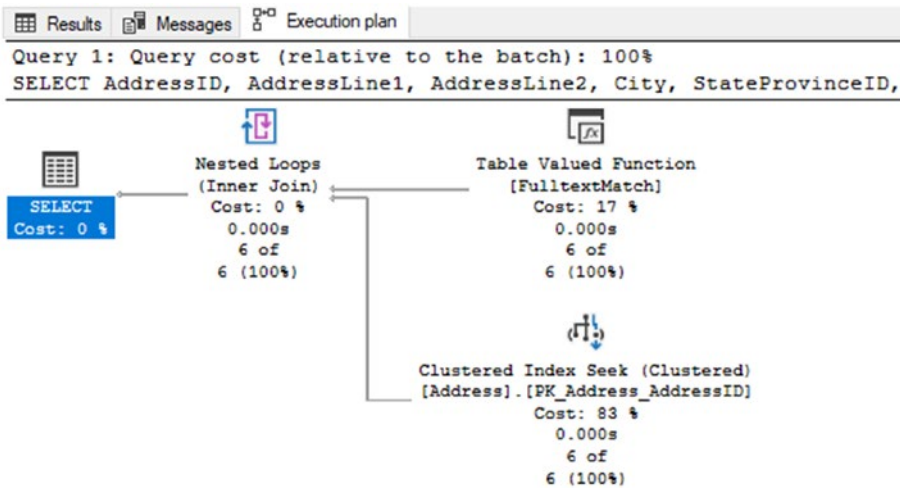 Results Messages Execution plan
Query 1: Query cost (relative to the batch): 100%
SELECT AddressID, AddressLine1, AddressLine2, City, StateProvinceID,
SELECT
Cost: 0 %
Nested Loops
(Inner Join)
Cost: 0 %
0.000s
6 of
6 (100%)
fx
Table Valued Function
[FulltextMatch]
Cost: 17 %
0.000s
6 of
6 (100%)
Clustered Index Seek (Clustered)
[Address].[PK_Address_AddressID]
Cost: 83 %
0.000s
6 of
6 (100%)